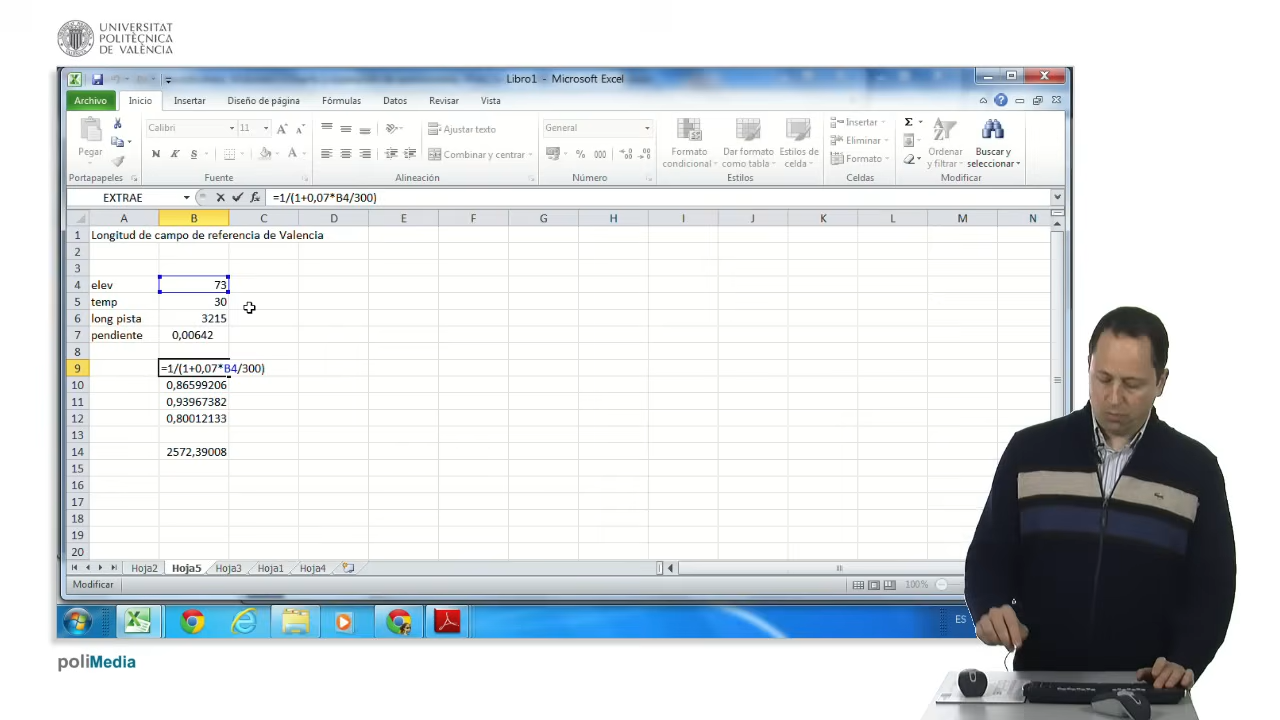 UNIVERSITAT
POLITÈCNICA
DE VALÈNCIA
Libro1 - Microsoft Excel
Archivo Inicio Insertar Diseño de página Fórmulas Datos Revisar Vista
Pegar
Calibri 11
N K S
Ajustar texto
Combinar y centrar
General
% 000
Formato condicional
Dar formato como tabla
Estilos de celda
Insertar
Eliminar
Formato
Σ
Ordenar y filtrar
Buscar y seleccionar
Portapapeles Fuente Alineación Número Estilos Celdas Modificar
EXTRAE fx =1/(1+0,07*B4/300)
A B C D E F G H I J K L M N
1 Longitud de campo de referencia de Valencia
2
3
4 elev 73
5 temp 30
6 long pista 3215
7 pendiente 0,00642
8
9 =1/(1+0,07*B4/300)
10 0,86599206
11 0,93967382
12 0,80012133
13
14 2572,39008
15
16
17
18
19
20
Hoja2 Hoja5 Hoja3 Hoja1 Hoja4
Modificar 100%
ES
poliMedia